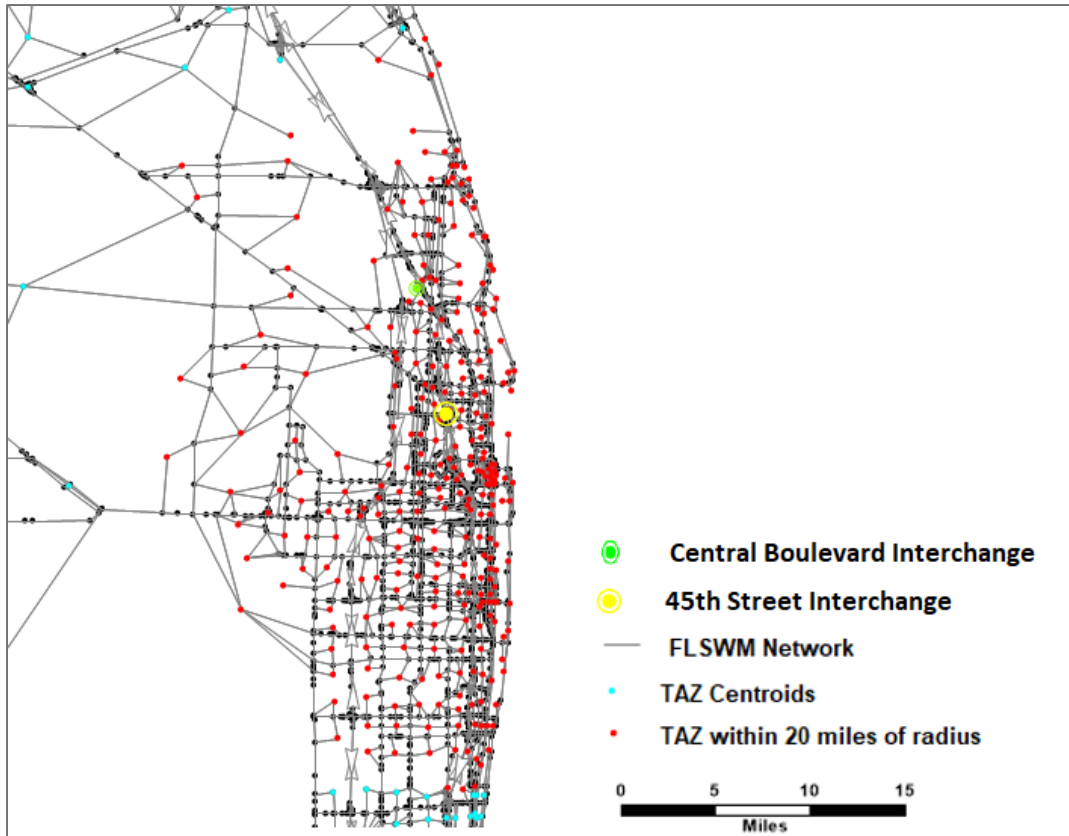 Central Boulevard Interchange
45th Street Interchange
FLSWM Network
TAZ Centroids
TAZ within 20 miles of radius
0 5 10 15
Miles